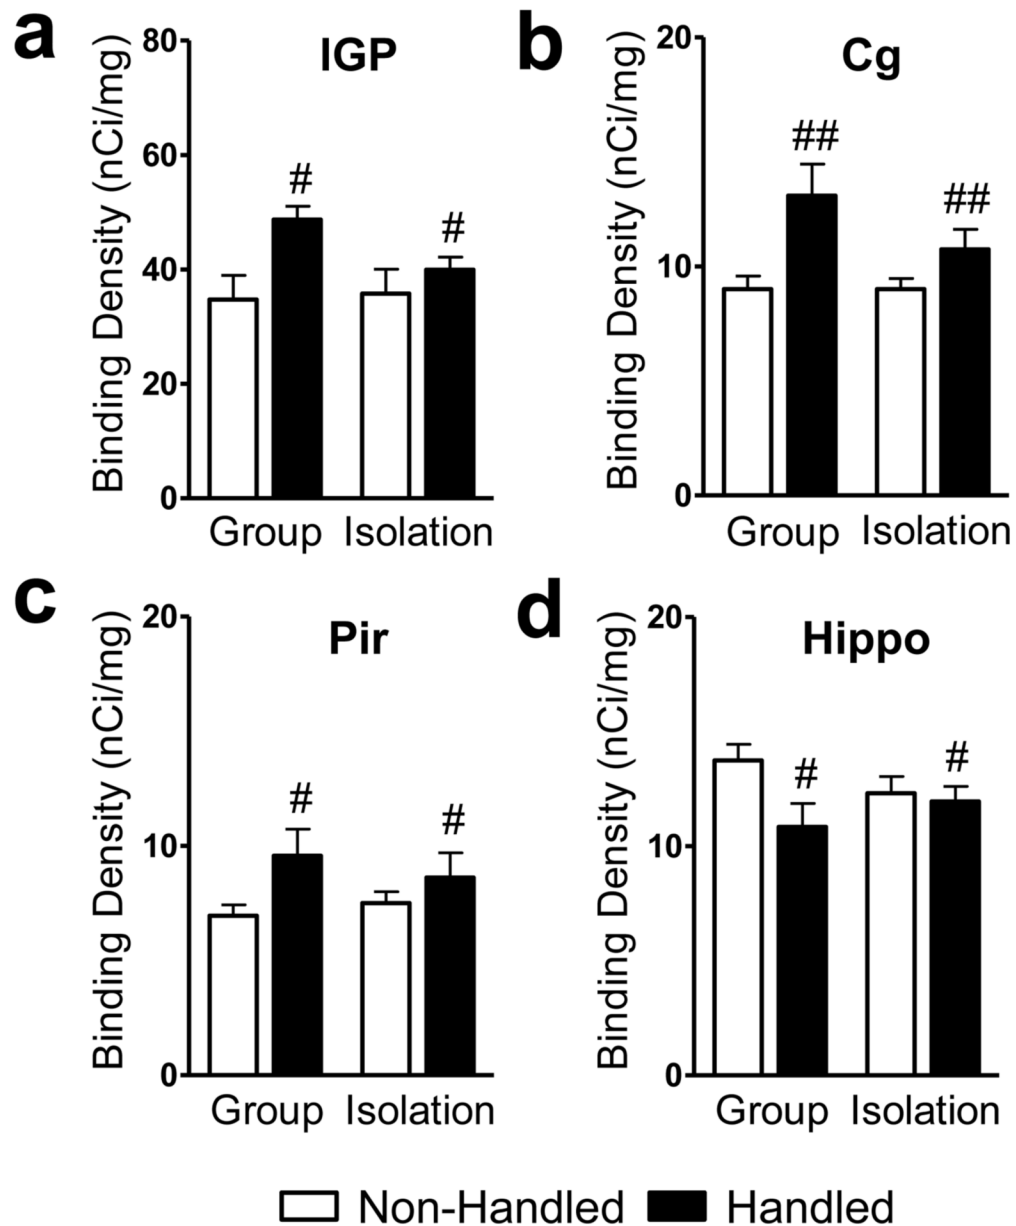 a
IGP
Binding Density (nCi/mg)
80
60
40
20
0
#
#
Group
Isolation
b
Cg
Binding Density (nCi/mg)
20
10
0
##
##
Group
Isolation
c
Pir
Binding Density (nCi/mg)
20
10
0
#
#
Group
Isolation
d
Hippo
Binding Density (nCi/mg)
20
10
0
#
#
Group
Isolation
Non-Handled
Handled